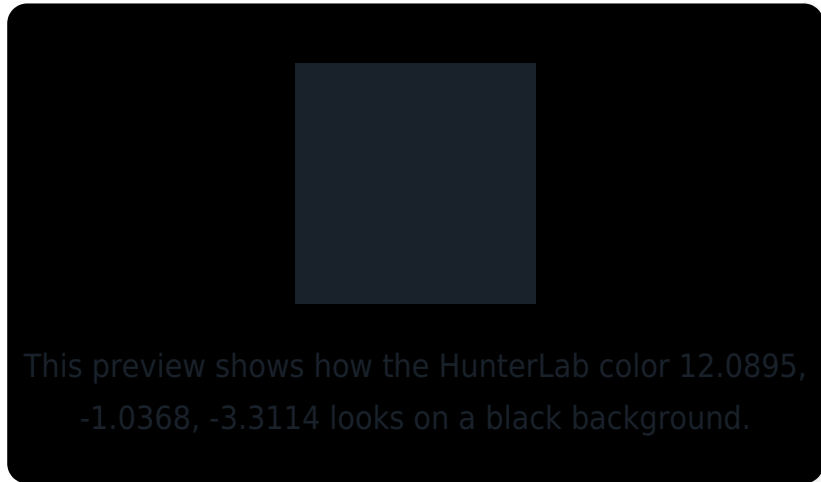 This preview shows how the HunterLab color 12.0895,
-1.0368, -3.3114 looks on a black background.